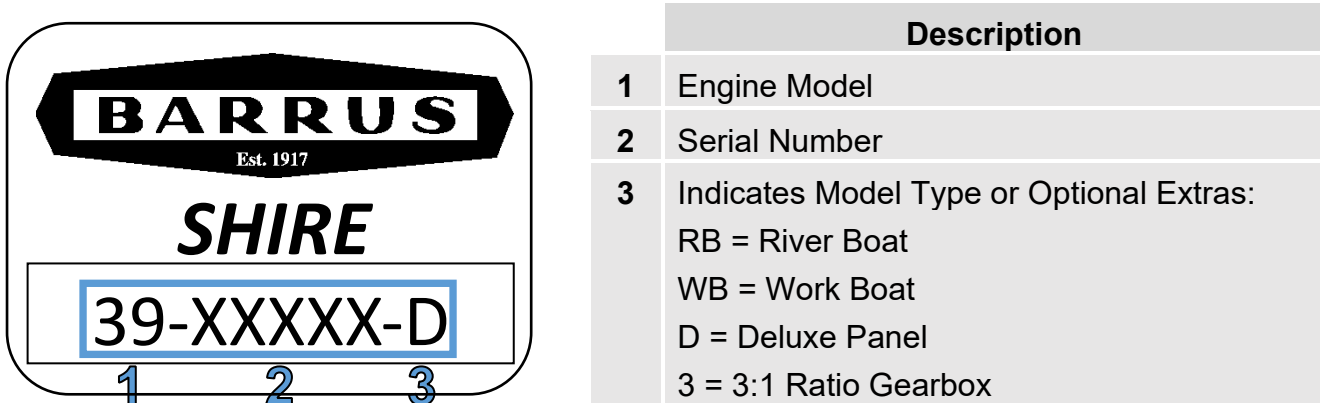 BARRUS
Est. 1917
SHIRE
39-XXXXX-D
1 2 3
Description
1 Engine Model
2 Serial Number
3 Indicates Model Type or Optional Extras:
RB = River Boat
WB = Work Boat
D = Deluxe Panel
3 = 3:1 Ratio Gearbox